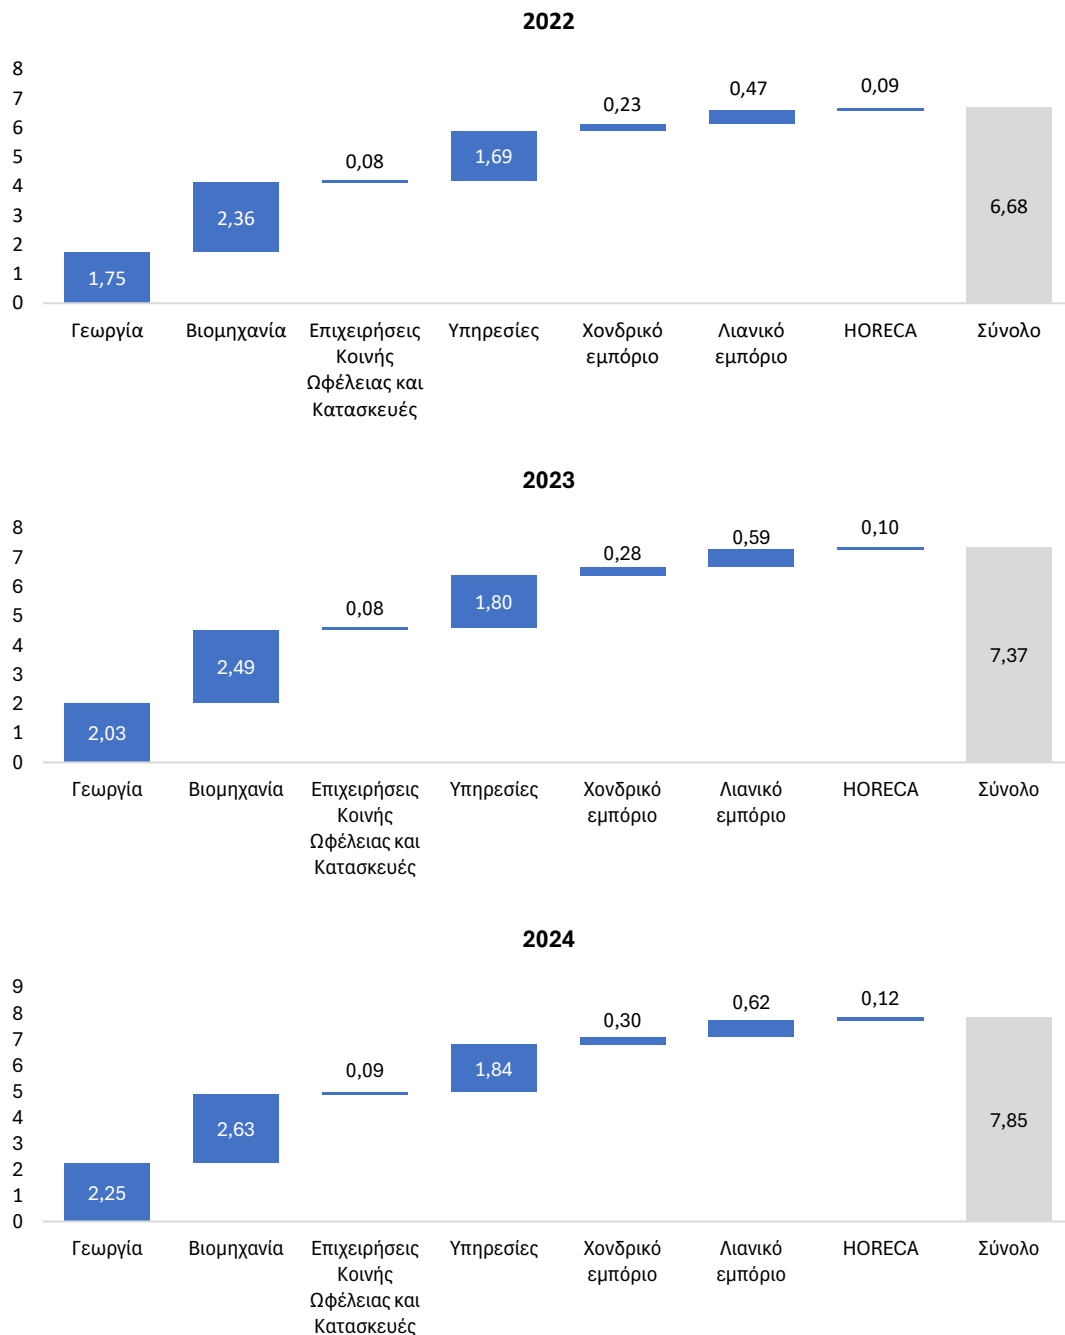 2022
8
7
6
5
4
3
2
1
0
1,75
2,36
0,08
1,69
0,23
0,47
0,09
6,68
Γεωργία
Βιομηχανία
Επιχειρήσεις
Κοινής
Ωφέλειας και
Κατασκευές
Υπηρεσίες
Χονδρικό
εμπόριο
Λιανικό
εμπόριο
HORECA
Σύνολο
2023
8
7
6
5
4
3
2
1
0
2,03
2,49
0,08
1,80
0,28
0,59
0,10
7,37
Γεωργία
Βιομηχανία
Επιχειρήσεις
Κοινής
Ωφέλειας και
Κατασκευές
Υπηρεσίες
Χονδρικό
εμπόριο
Λιανικό
εμπόριο
HORECA
Σύνολο
2024
9
8
7
6
5
4
3
2
1
0
2,25
2,63
0,09
1,84
0,30
0,62
0,12
7,85
Γεωργία
Βιομηχανία
Επιχειρήσεις
Κοινής
Ωφέλειας και
Κατασκευές
Υπηρεσίες
Χονδρικό
εμπόριο
Λιανικό
εμπόριο
HORECA
Σύνολο